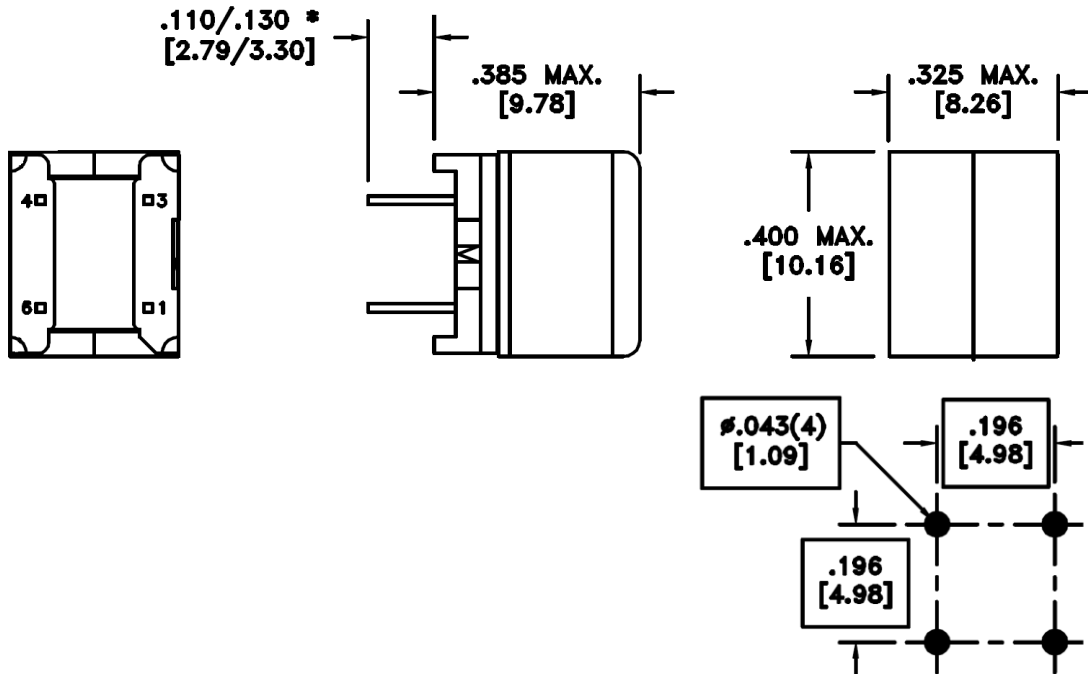 .110/.130 *
[2.79/3.30]
.385 MAX.
[9.78]
.325 MAX.
[8.26]
4
3
6
1
M
.400 MAX.
[10.16]
ø.043(4)
[1.09]
.196
[4.98]
.196
[4.98]